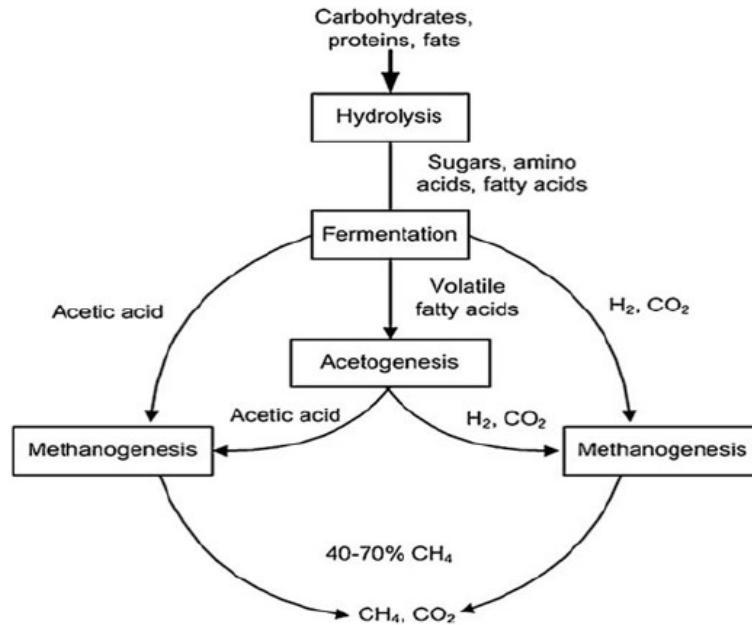 Carbohydrates,
proteins, fats
Hydrolysis
Sugars, amino
acids, fatty acids
Fermentation
Volatile
fatty acids
Acetic acid
H₂, CO₂
Acetogenesis
Acetic acid
H₂, CO₂
Methanogenesis
Methanogenesis
40-70% CH₄
CH₄, CO₂